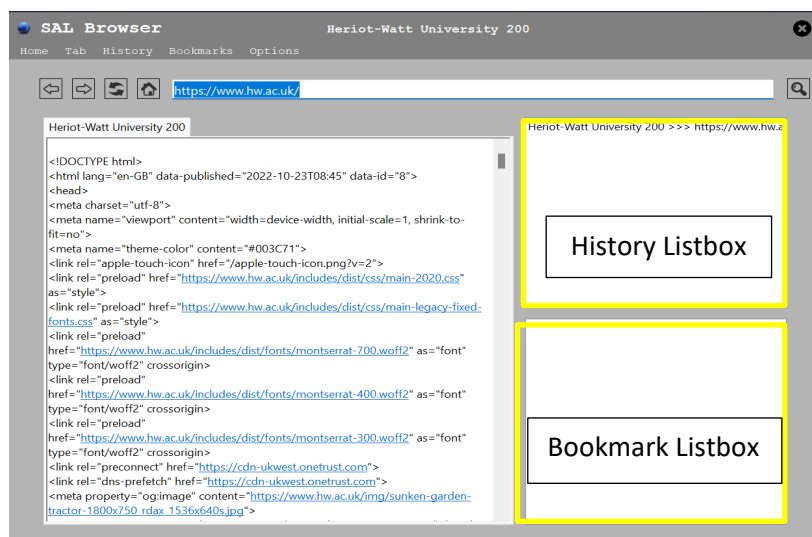 SAL Browser
Heriot-Watt University 200
Home Tab History Bookmarks Options
https://www.hw.ac.uk/
Heriot-Watt University 200
<!DOCTYPE html>
<html lang="en-GB" data-published="2022-10-23T08:45" data-id="8">
<head>
<meta charset="utf-8">
<meta name="viewport" content="width=device-width, initial-scale=1, shrink-to-
fit=no">
<meta name="theme-color" content="#003C71">
<link rel="apple-touch-icon" href="/apple-touch-icon.png?v=2">
<link rel="preload" href="https://www.hw.ac.uk/includes/dist/css/main-2020.css"
as="style">
<link rel="preload" href="https://www.hw.ac.uk/includes/dist/css/main-legacy-fixed-
fonts.css" as="style">
<link rel="preload"
href="https://www.hw.ac.uk/includes/dist/fonts/montserrat-700.woff2" as="font"
type="font/woff2" crossorigin>
<link rel="preload"
href="https://www.hw.ac.uk/includes/dist/fonts/montserrat-400.woff2" as="font"
type="font/woff2" crossorigin>
<link rel="preload"
href="https://www.hw.ac.uk/includes/dist/fonts/montserrat-300.woff2" as="font"
type="font/woff2" crossorigin>
<link rel="preconnect" href="https://cdn-ukwest.onetrust.com">
<link rel="dns-prefetch" href="https://cdn-ukwest.onetrust.com">
<meta property="og:image" content="https://www.hw.ac.uk/img/sunken-garden-
tractor-1800x750_rdax_1536x640s.jpg">
Heriot-Watt University 200 >>> https://www.hw.a
History Listbox
Bookmark Listbox